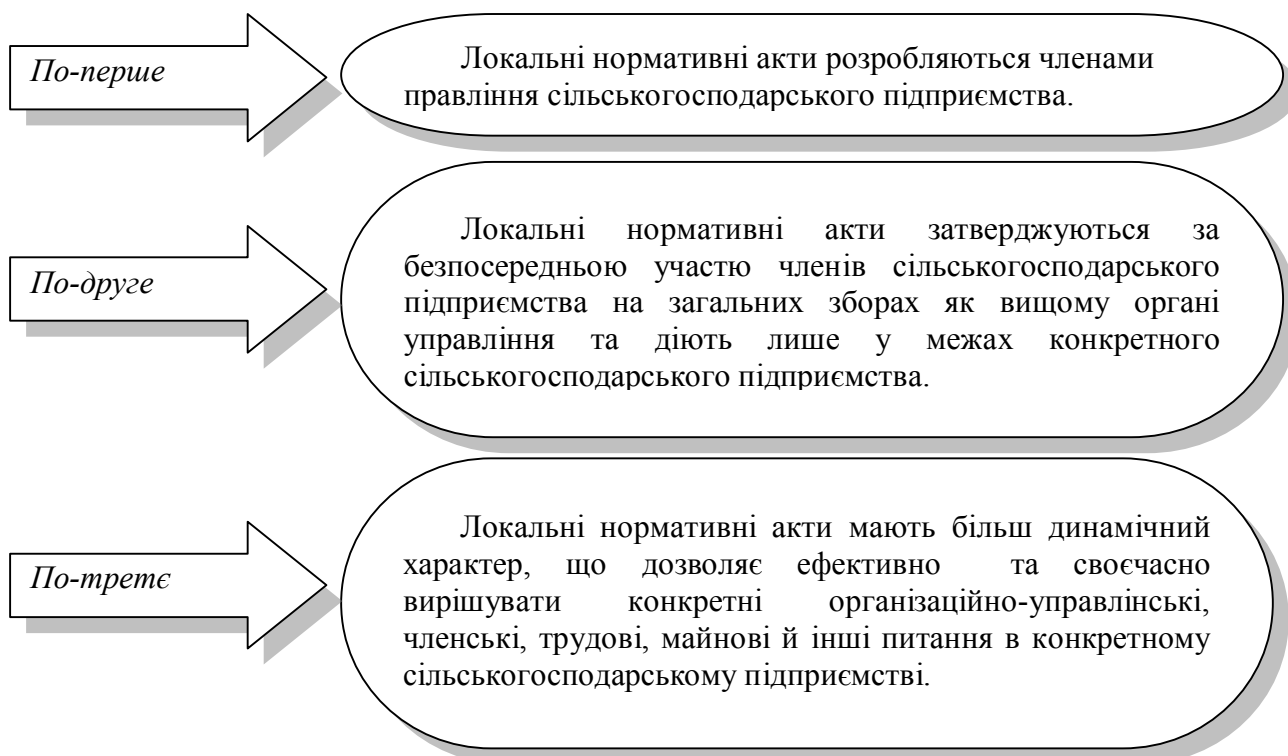 По-перше
Локальні нормативні акти розробляються членами
правління сільськогосподарського підприємства.
По-друге
Локальні нормативні акти затверджуються за
безпосередньою участю членів сільськогосподарського
підприємства на загальних зборах як вищому органі
управління та діють лише у межах конкретного
сільськогосподарського підприємства.
По-третє
Локальні нормативні акти мають більш динамічний
характер, що дозволяє ефективно та своєчасно
вирішувати конкретні організаційно-управлінські,
членські, трудові, майнові й інші питання в конкретному
сільськогосподарському підприємстві.